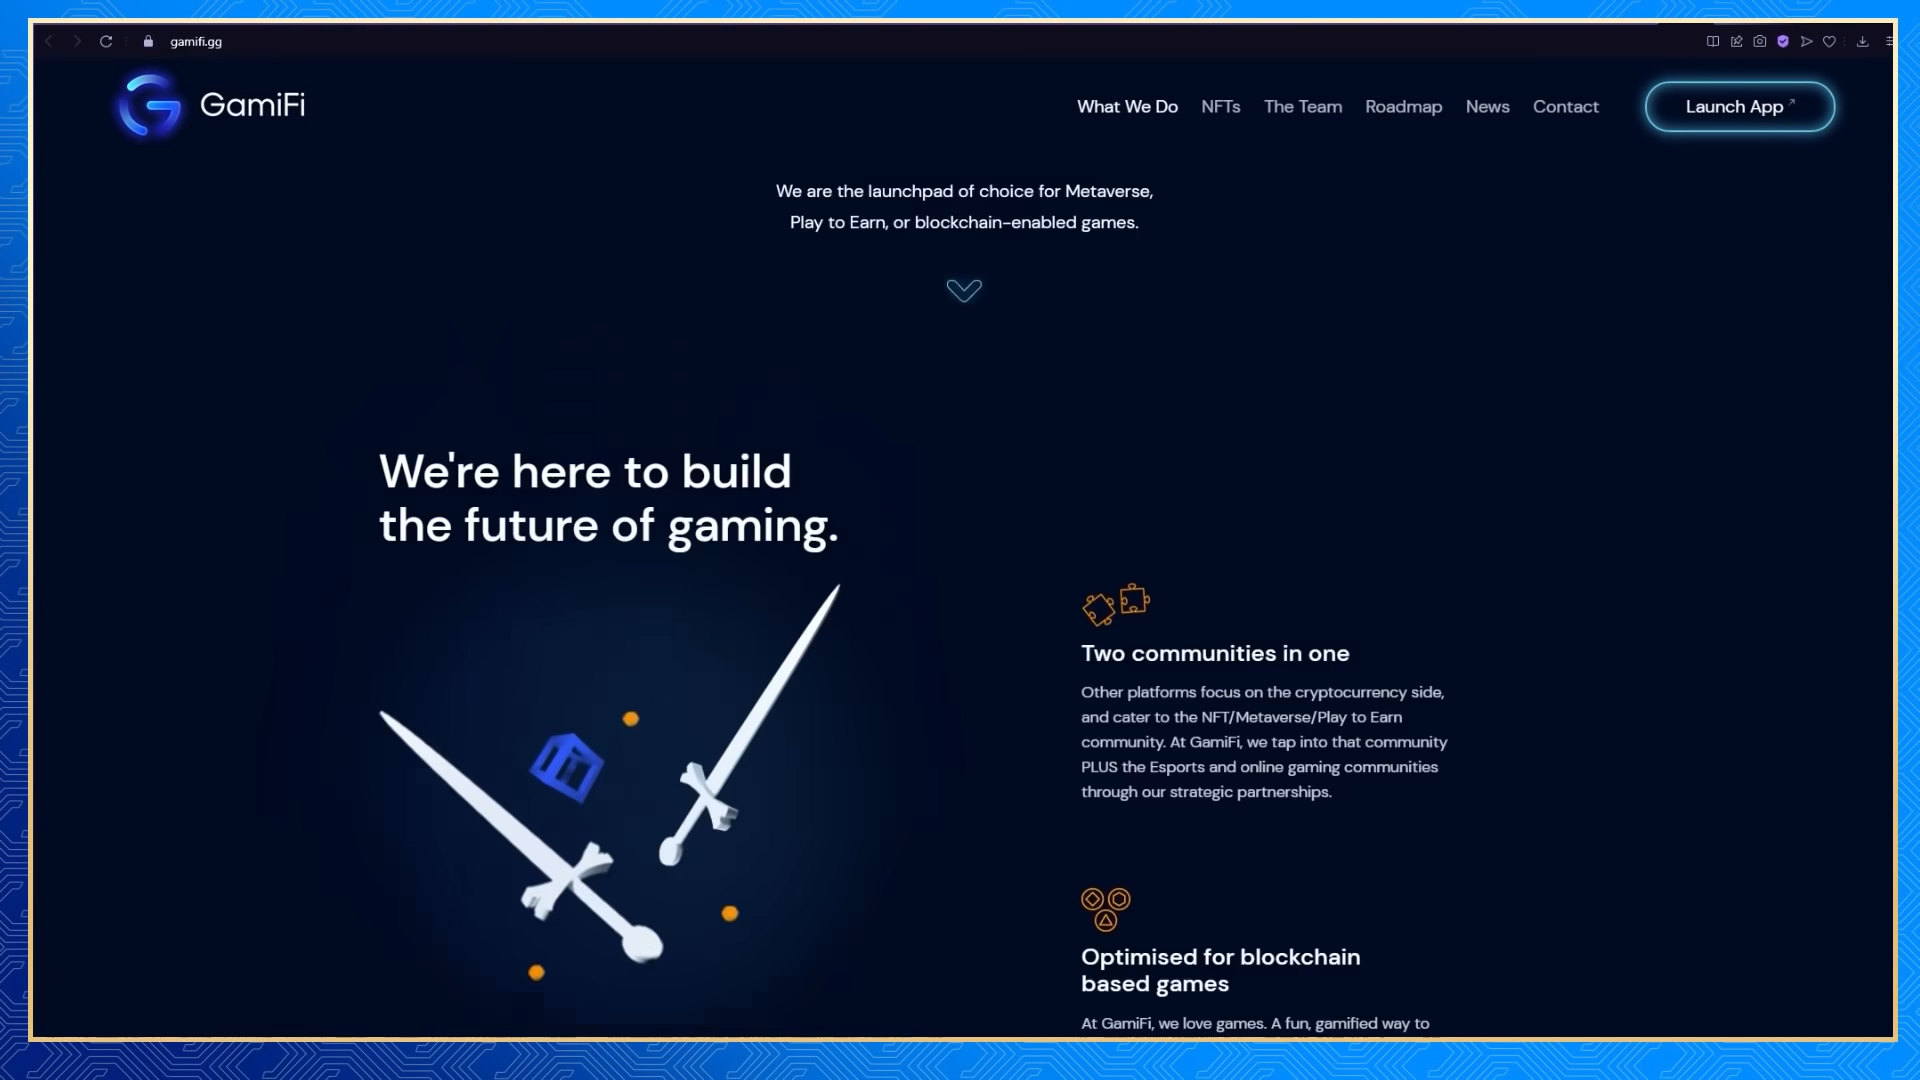 gamifi.gg
GamiFi
What We Do
NFTs
The Team
Roadmap
News
Contact
Launch App
We are the launchpad of choice for Metaverse,
Play to Earn, or blockchain-enabled games.
We're here to build
the future of gaming.
Two communities in one
Other platforms focus on the cryptocurrency side,
and cater to the NFT/Metaverse/Play to Earn
community. At GamiFi, we tap into that community
PLUS the Esports and online gaming communities
through our strategic partnerships.
Optimised for blockchain
based games
At GamiFi, we love games. A fun, gamified way to